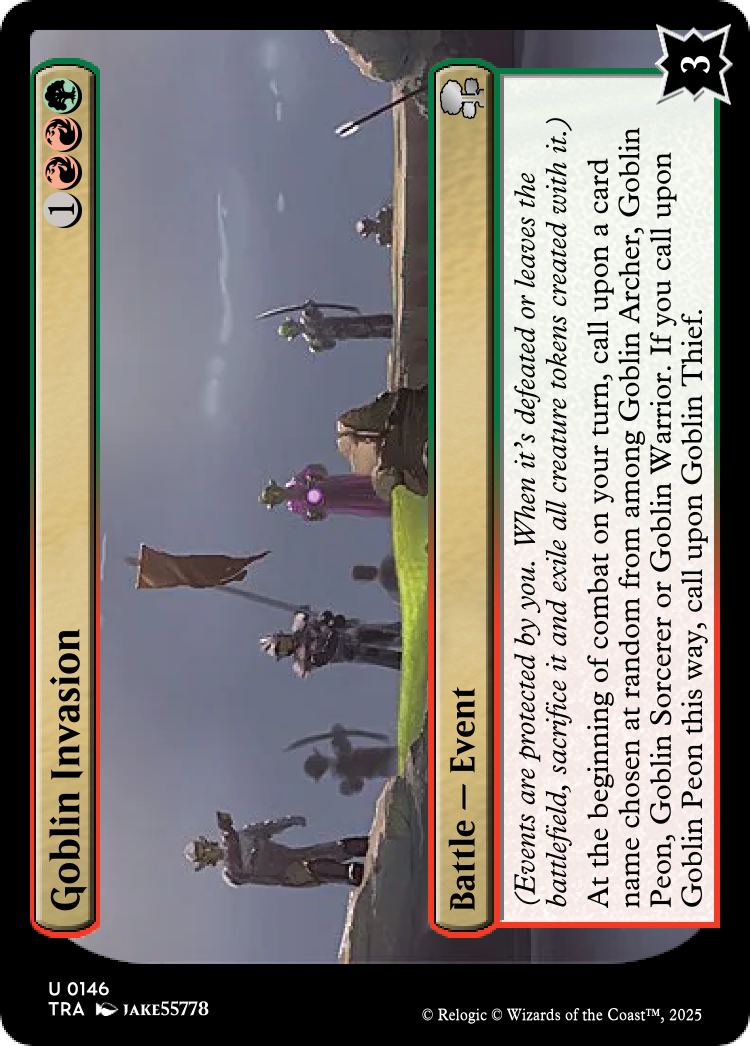 Goblin Invasion
1
Battle — Event
(Events are protected by you. When it's defeated or leaves the
battlefield, sacrifice it and exile all creature tokens created with it.)
At the beginning of combat on your turn, call upon a card
name chosen at random from among Goblin Archer, Goblin
Peon, Goblin Sorcerer or Goblin Warrior. If you call upon
Goblin Peon this way, call upon Goblin Thief.
3
U 0146
TRA JAKE55778
© Relogic © Wizards of the Coast™, 2025